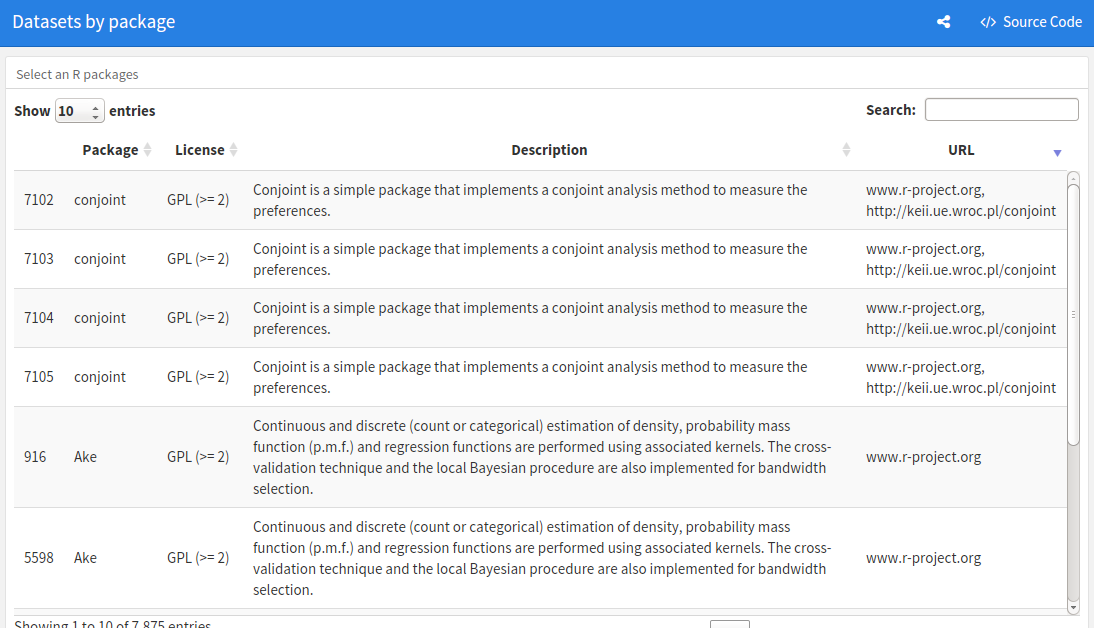 Datasets by package
</> Source Code
Select an R packages
Show 10 entries
Search:
Package License Description URL
7102 conjoint GPL (>= 2) Conjoint is a simple package that implements a conjoint analysis method to measure the
preferences.
www.r-project.org,
http://keii.ue.wroc.pl/conjoint
7103 conjoint GPL (>= 2) Conjoint is a simple package that implements a conjoint analysis method to measure the
preferences.
www.r-project.org,
http://keii.ue.wroc.pl/conjoint
7104 conjoint GPL (>= 2) Conjoint is a simple package that implements a conjoint analysis method to measure the
preferences.
www.r-project.org,
http://keii.ue.wroc.pl/conjoint
7105 conjoint GPL (>= 2) Conjoint is a simple package that implements a conjoint analysis method to measure the
preferences.
www.r-project.org,
http://keii.ue.wroc.pl/conjoint
916 Ake GPL (>= 2) Continuous and discrete (count or categorical) estimation of density, probability mass
function (p.m.f.) and regression functions are performed using associated kernels. The cross-
validation technique and the local Bayesian procedure are also implemented for bandwidth
selection.
www.r-project.org
5598 Ake GPL (>= 2) Continuous and discrete (count or categorical) estimation of density, probability mass
function (p.m.f.) and regression functions are performed using associated kernels. The cross-
validation technique and the local Bayesian procedure are also implemented for bandwidth
selection.
www.r-project.org
Showing 1 to 10 of 7,875 entries